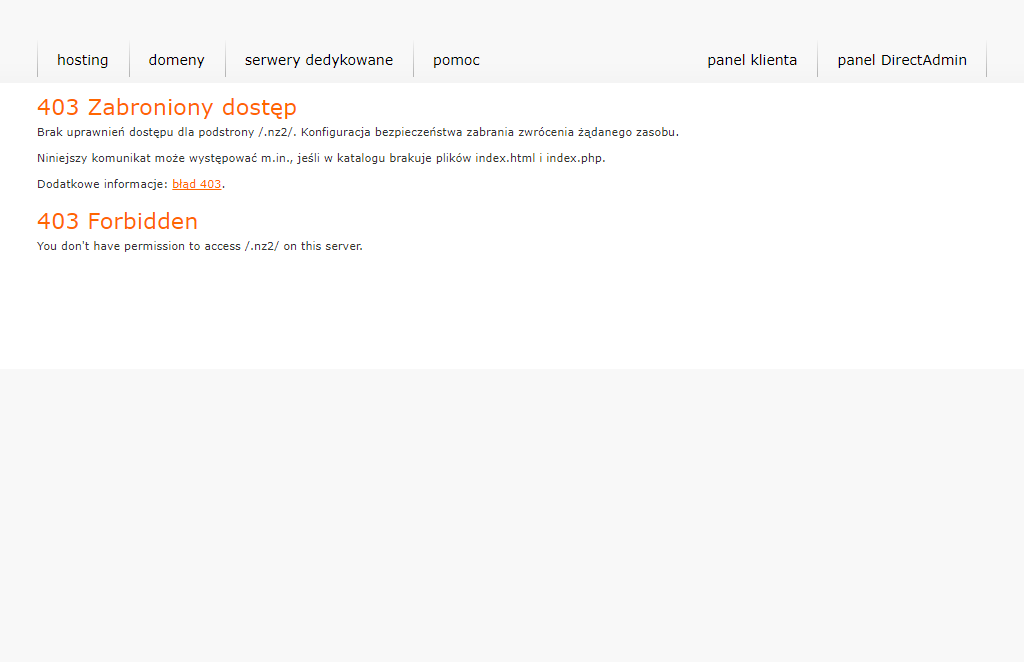 hosting domeny serwery dedykowane pomoc panel klienta panel DirectAdmin
403 Zabroniony dostęp
Brak uprawnień dostępu dla podstrony /.nz2/. Konfiguracja bezpieczeństwa zabrania zwrócenia żądanego zasobu.
Niniejszy komunikat może występować m.in., jeśli w katalogu brakuje plików index.html i index.php.
Dodatkowe informacje: błąd 403.
403 Forbidden
You don't have permission to access /.nz2/ on this server.